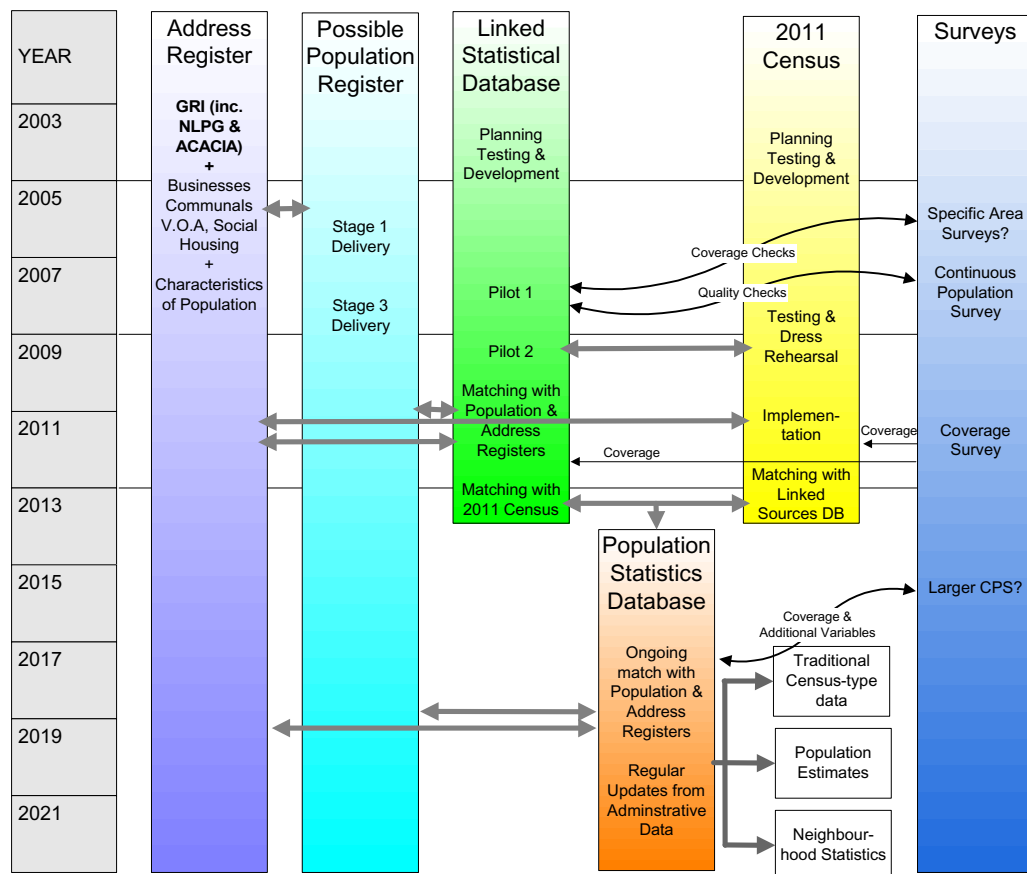 YEAR
2003
2005
2007
2009
2011
2013
2015
2017
2019
2021
Address
Register
GRI (inc.
NLPG &
ACACIA)
+
Businesses
Communals
V.O.A, Social
Housing
+
Characteristics
of Population
Possible
Population
Register
Stage 1
Delivery
Stage 3
Delivery
Linked
Statistical
Database
Planning
Testing &
Development
Pilot 1
Pilot 2
Matching with
Population &
Address
Registers
Matching with
2011 Census
2011
Census
Planning
Testing &
Development
Testing &
Dress
Rehearsal
Implemen-
tation
Matching with
Linked
Sources DB
Surveys
Specific Area
Surveys?
Continuous
Population
Survey
Coverage
Survey
Larger CPS?
Coverage Checks
Quality Checks
Coverage
Coverage
Population
Statistics
Database
Ongoing
match with
Population &
Address
Registers
Regular
Updates from
Adminstrative
Data
Coverage &
Additional Variables
Traditional
Census-type
data
Population
Estimates
Neighbour-
hood Statistics